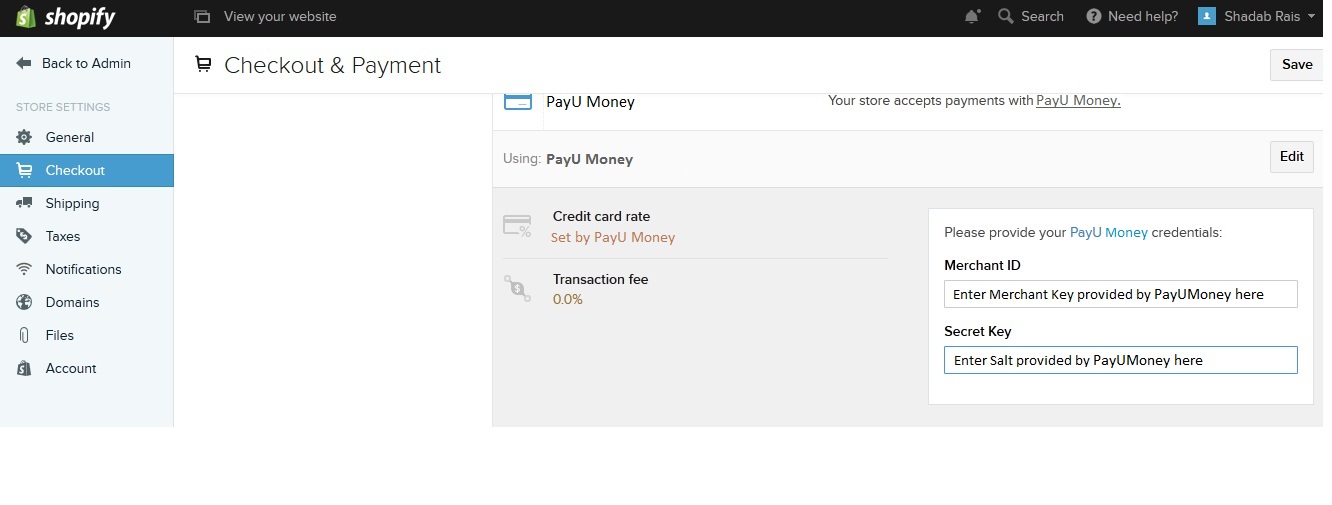 shopify View your website Search Need help? Shadab Rais
Back to Admin
Checkout & Payment
Save
STORE SETTINGS
General
Checkout
Shipping
Taxes
Notifications
Domains
Files
Account
PayU Money
Your store accepts payments with PayU Money.
Using: PayU Money
Edit
Credit card rate
Set by PayU Money
Transaction fee
0.0%
Please provide your PayU Money credentials:
Merchant ID
Enter Merchant Key provided by PayUMoney here
Secret Key
Enter Salt provided by PayUMoney here